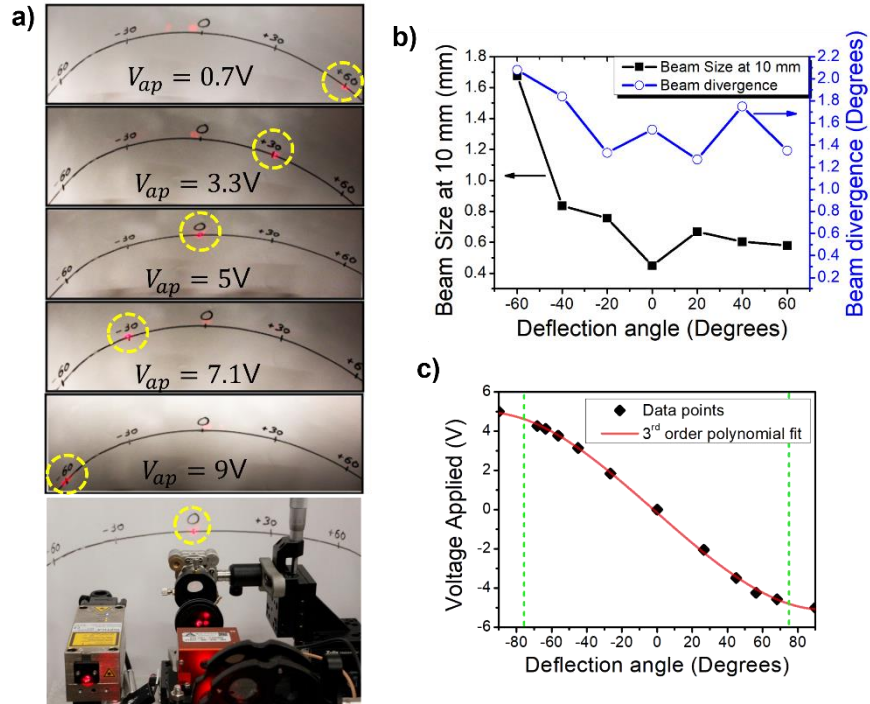 a)
-60
-30
0
+30
+60
V_ap = 0.7V
-60
-30
0
+30
+60
V_ap = 3.3V
-60
-30
0
+30
+60
V_ap = 5V
-60
-30
0
+30
+60
V_ap = 7.1V
-60
-30
0
+30
+60
V_ap = 9V
-60
-30
0
+30
+60
b)
Beam Size at 10 mm
Beam divergence
1.8
1.6
1.4
1.2
1.0
0.8
0.6
0.4
Beam Size at 10 mm (mm)
2.2
2.0
1.8
1.6
1.4
1.2
1.0
0.8
0.6
0.4
0.2
Beam divergence (Degrees)
-60 -40 -20 0 20 40 60
Deflection angle (Degrees)
c)
Data points
3rd order polynomial fit
6
4
2
0
-2
-4
-6
Voltage Applied (V)
-80 -60 -40 -20 0 20 40 60 80
Deflection angle (Degrees)